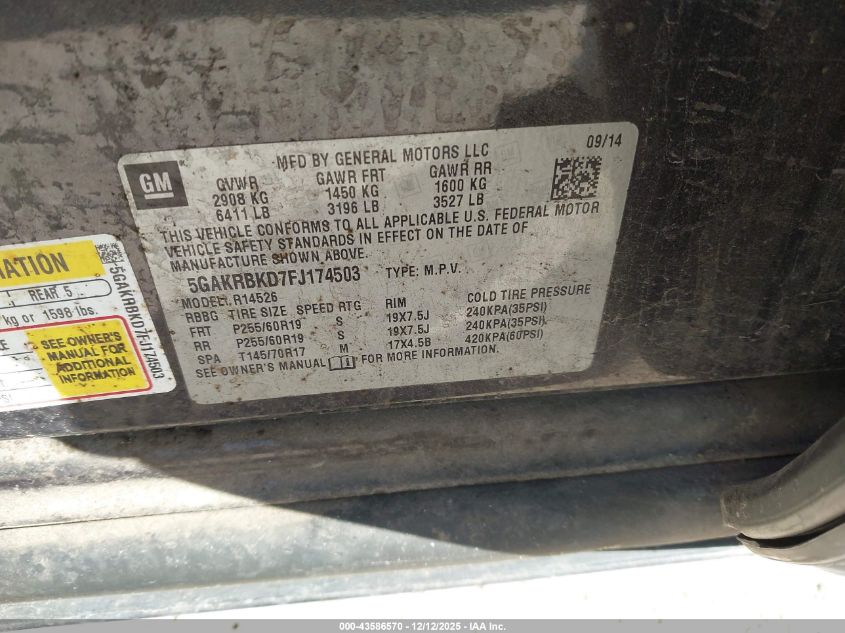 MFD BY GENERAL MOTORS LLC
09/14
GM
GVWR GAWR FRT GAWR RR
2908 KG 1450 KG 1600 KG
6411 LB 3196 LB 3527 LB
THIS VEHICLE CONFORMS TO ALL APPLICABLE U.S. FEDERAL MOTOR
VEHICLE SAFETY STANDARDS IN EFFECT ON THE DATE OF
MANUFACTURE SHOWN ABOVE.
5GAKRBKD7FJ174503 TYPE: M.P.V.
MODEL: R14526
RBBG TIRE SIZE SPEED RTG RIM COLD TIRE PRESSURE
FRT P255/60R19 S 19X7.5J 240KPA(35PSI)
RR P255/60R19 S 19X7.5J 240KPA(35PSI)
SPA T145/70R17 M 17X4.5B 420KPA(60PSI)
SEE OWNER'S MANUAL FOR MORE INFORMATION.
REAR 5
kg or 1598 lbs.
SEE OWNER'S
MANUAL FOR
ADDITIONAL
INFORMATION
5GAKRBKD7FJ174503
000-43586570 - 12/12/2025 - IAA Inc.